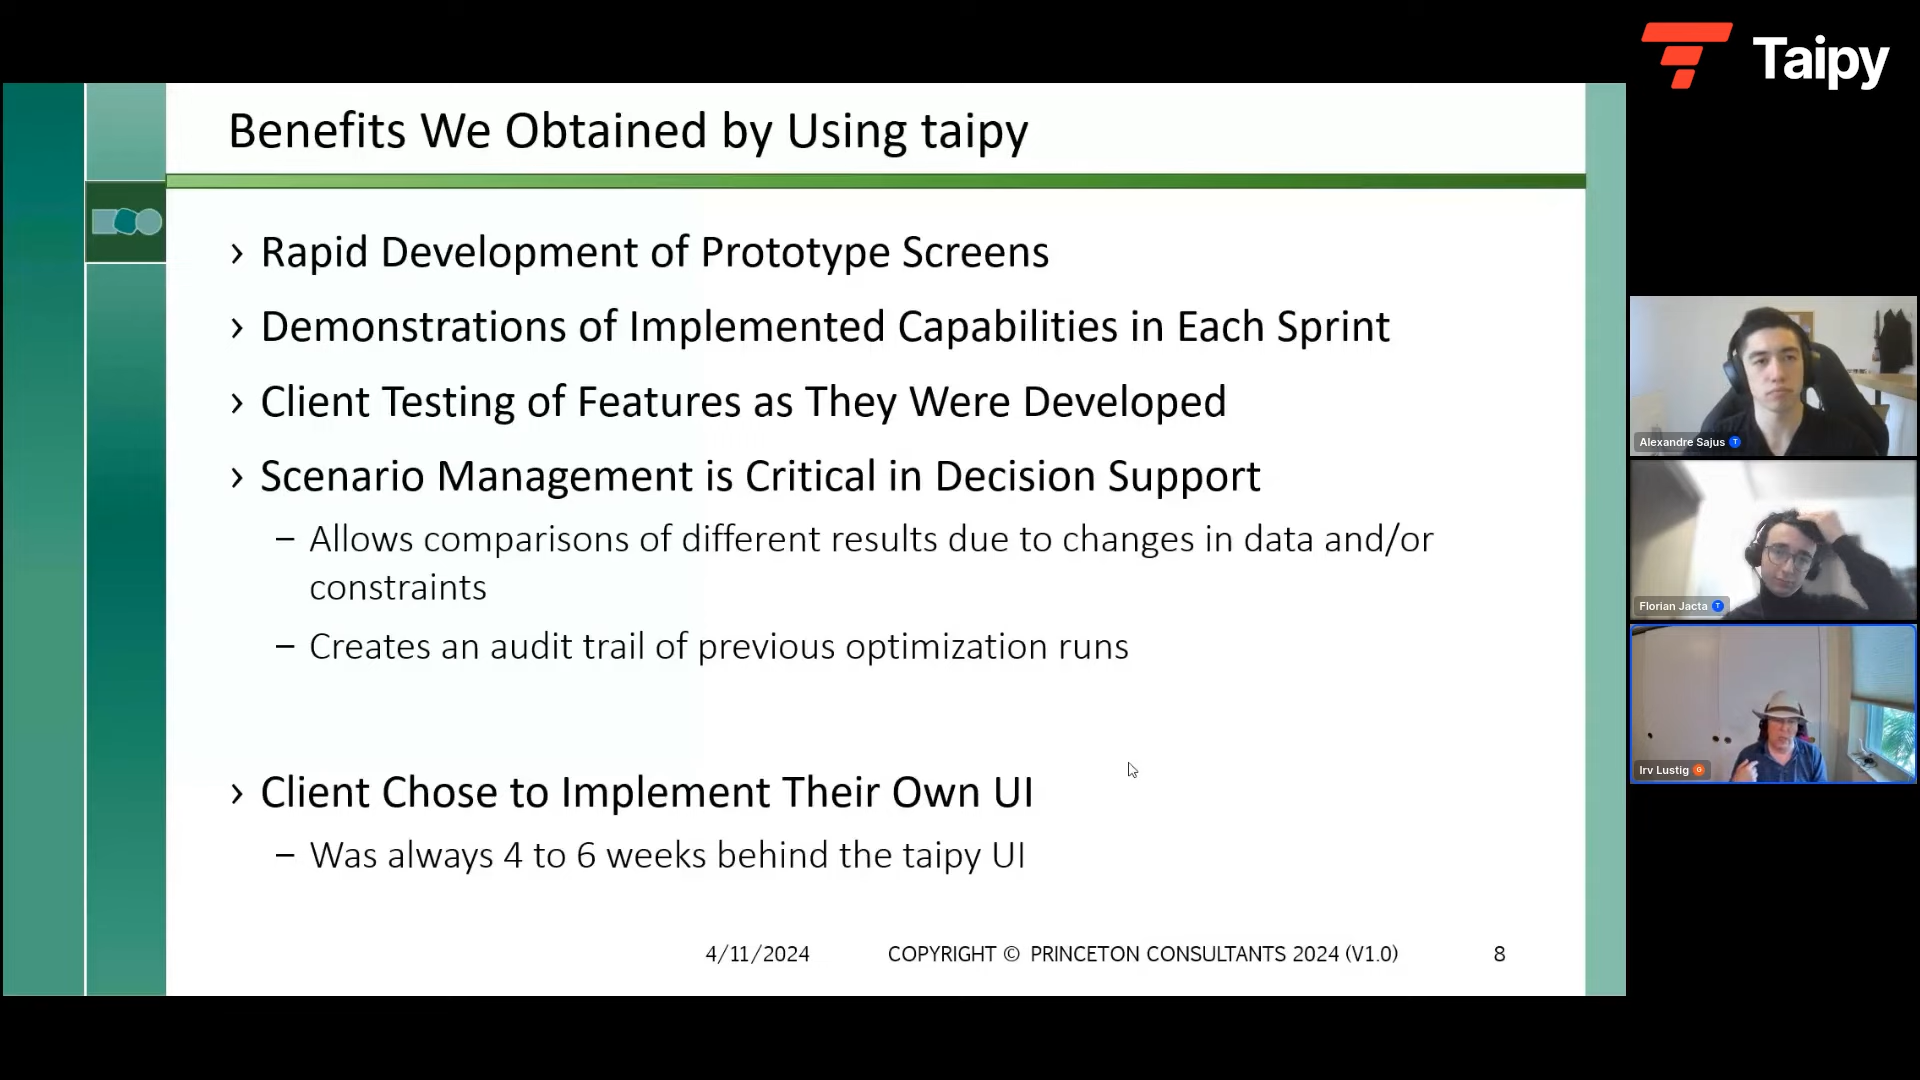 Taipy
Benefits We Obtained by Using taipy
› Rapid Development of Prototype Screens
› Demonstrations of Implemented Capabilities in Each Sprint
› Client Testing of Features as They Were Developed
› Scenario Management is Critical in Decision Support
– Allows comparisons of different results due to changes in data and/or
constraints
– Creates an audit trail of previous optimization runs
› Client Chose to Implement Their Own UI
– Was always 4 to 6 weeks behind the taipy UI
4/11/2024 COPYRIGHT © PRINCETON CONSULTANTS 2024 (V1.0) 8
Alexandre Sajus T
Florian Jacta T
Irv Lustig G